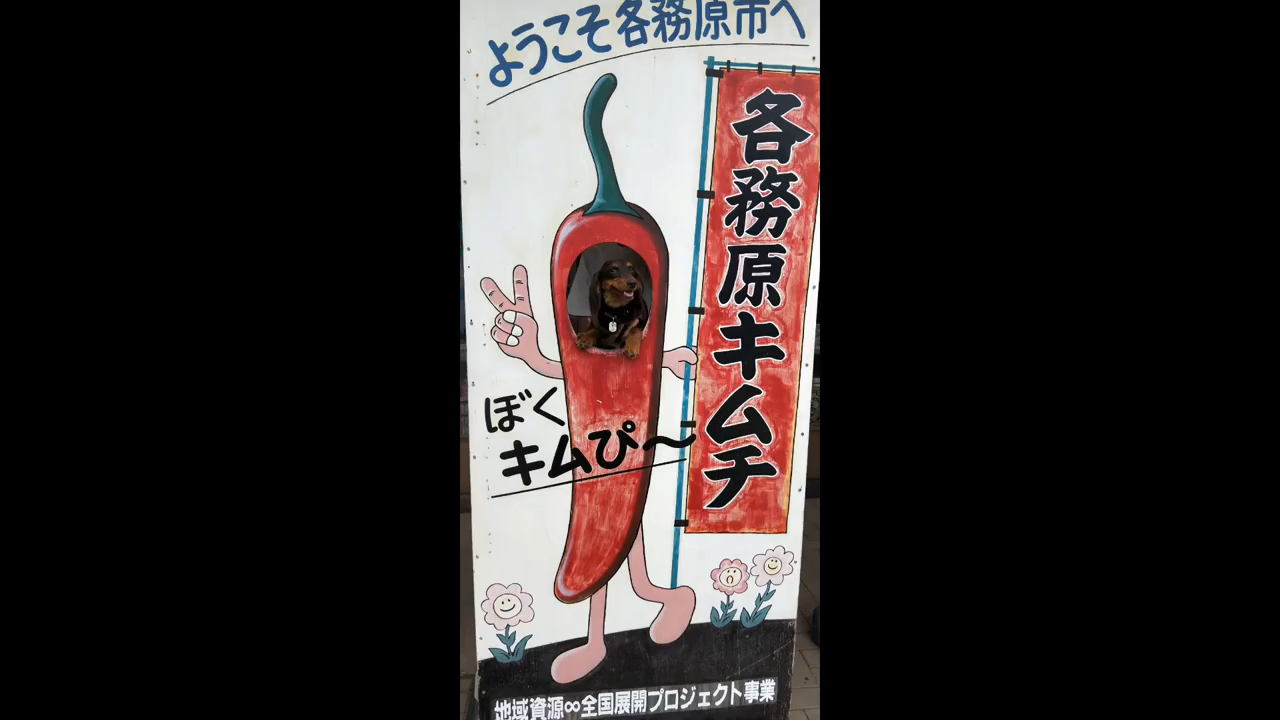 ようこそ各務原市へ
各務原キムチ
ぼく
キムぴ〜
地域資源∞全国展開プロジェクト事業